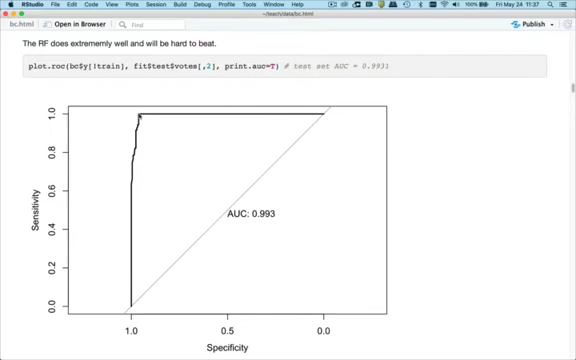 RStudio File Edit Code View Plots Session Build Debug Profile Tools Window Help 100% Fri May 24 11:37
~/teach/data/bc.html
bc.html Open in Browser Find Publish
The RF does extrememly well and will be hard to beat.
plot.roc(bc$y[!train], fit$test$votes[,2], print.auc=T) # test set AUC = 0.9931
1.0
0.8
0.6
0.4
0.2
0.0
Sensitivity
AUC: 0.993
1.0 0.5 0.0
Specificity